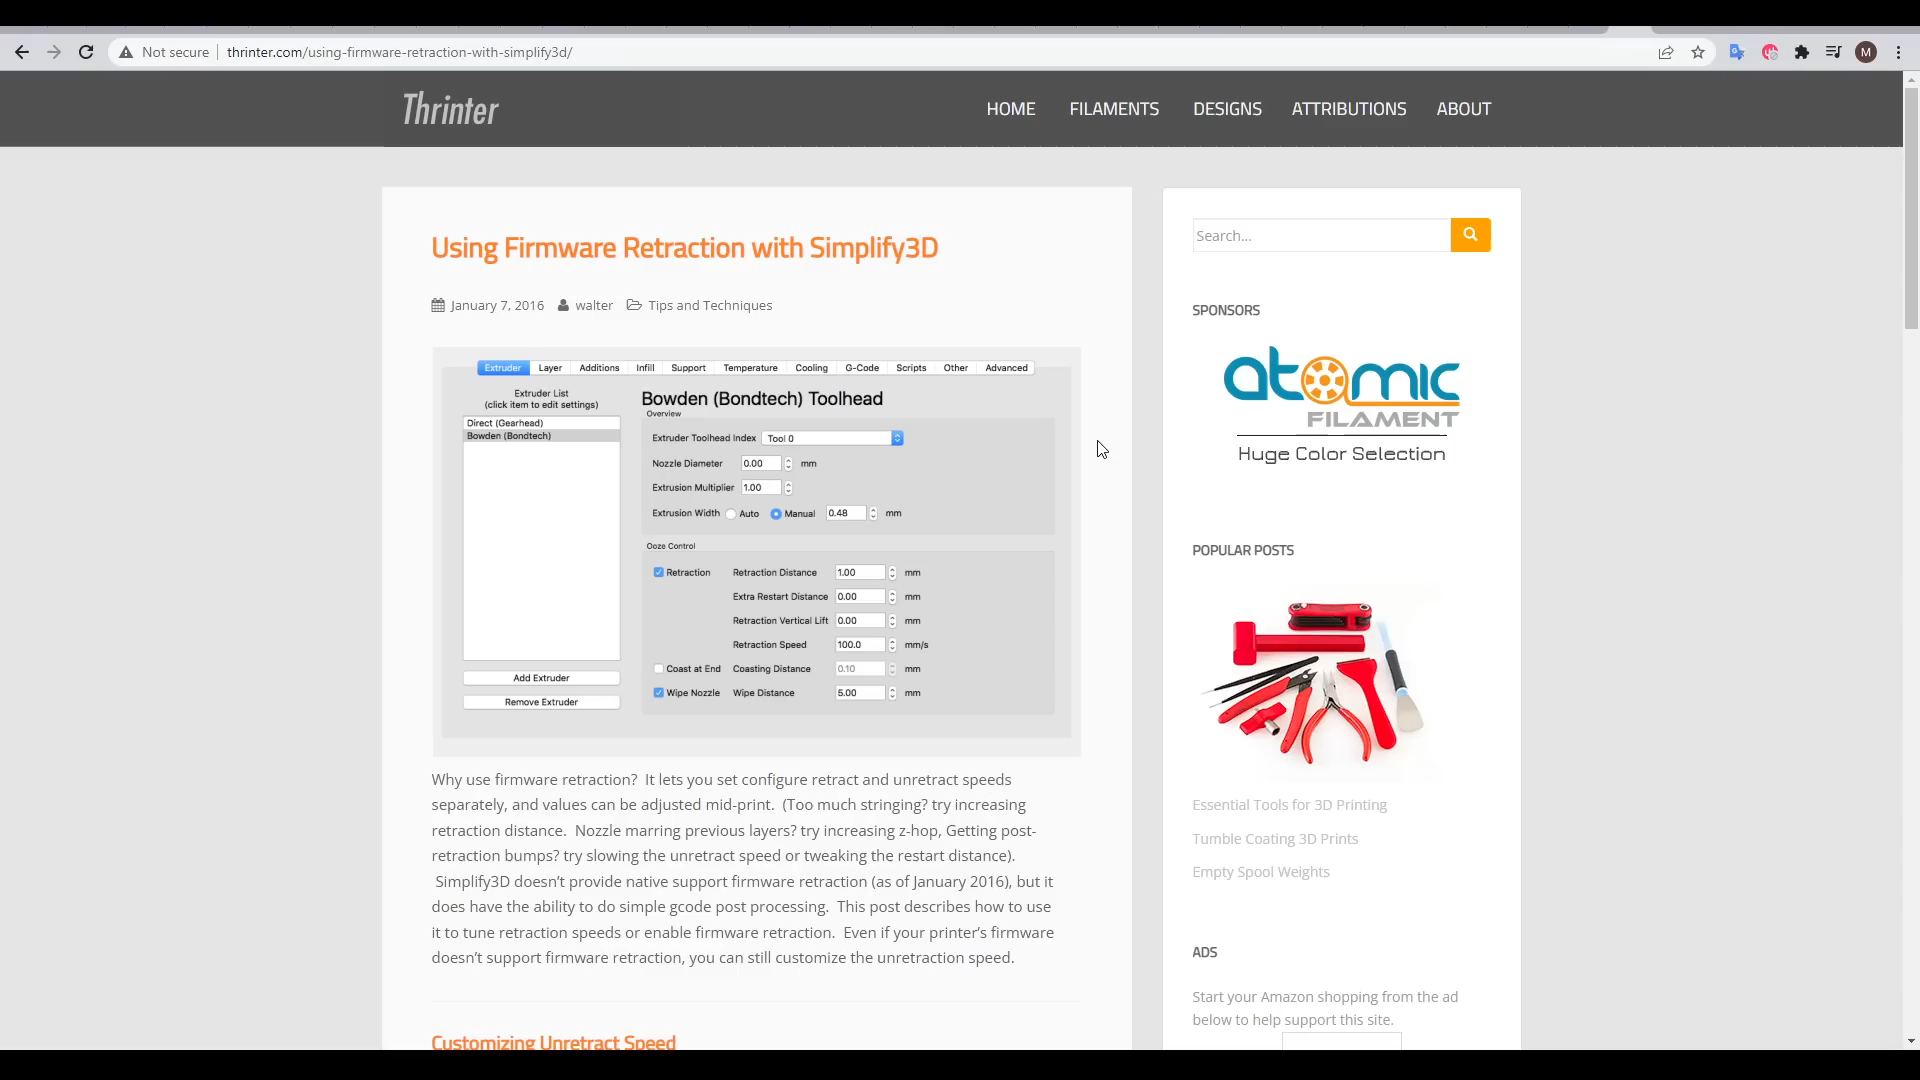 Not secure
thrinter.com/using-firmware-retraction-with-simplify3d/
M
Thrinter
HOME
FILAMENTS
DESIGNS
ATTRIBUTIONS
ABOUT
Using Firmware Retraction with Simplify3D
January 7, 2016 walter Tips and Techniques
Extruder Layer Additions Infill Support Temperature Cooling G-Code Scripts Other Advanced
Extruder List
(click item to edit settings)
Direct (Gearhead)
Bowden (Bondtech)
Add Extruder
Remove Extruder
Bowden (Bondtech) Toolhead
Overview
Extruder Toolhead Index Tool 0
Nozzle Diameter 0.00 mm
Extrusion Multiplier 1.00
Extrusion Width Auto Manual 0.48 mm
Ooze Control
Retraction Retraction Distance 1.00 mm
Extra Restart Distance 0.00 mm
Retraction Vertical Lift 0.00 mm
Retraction Speed 100.0 mm/s
Coast at End Coasting Distance 0.10 mm
Wipe Nozzle Wipe Distance 5.00 mm
Why use firmware retraction?  It lets you set configure retract and unretract speeds
separately, and values can be adjusted mid-print.  (Too much stringing? try increasing
retraction distance.  Nozzle marring previous layers? try increasing z-hop, Getting post-
retraction bumps? try slowing the unretract speed or tweaking the restart distance).
Simplify3D doesn’t provide native support firmware retraction (as of January 2016), but it
does have the ability to do simple gcode post processing.  This post describes how to use
it to tune retraction speeds or enable firmware retraction.  Even if your printer’s firmware
doesn’t support firmware retraction, you can still customize the unretraction speed.
Customizing Unretract Speed
Search...
SPONSORS
atomic
FILAMENT
Huge Color Selection
POPULAR POSTS
Essential Tools for 3D Printing
Tumble Coating 3D Prints
Empty Spool Weights
ADS
Start your Amazon shopping from the ad
below to help support this site.